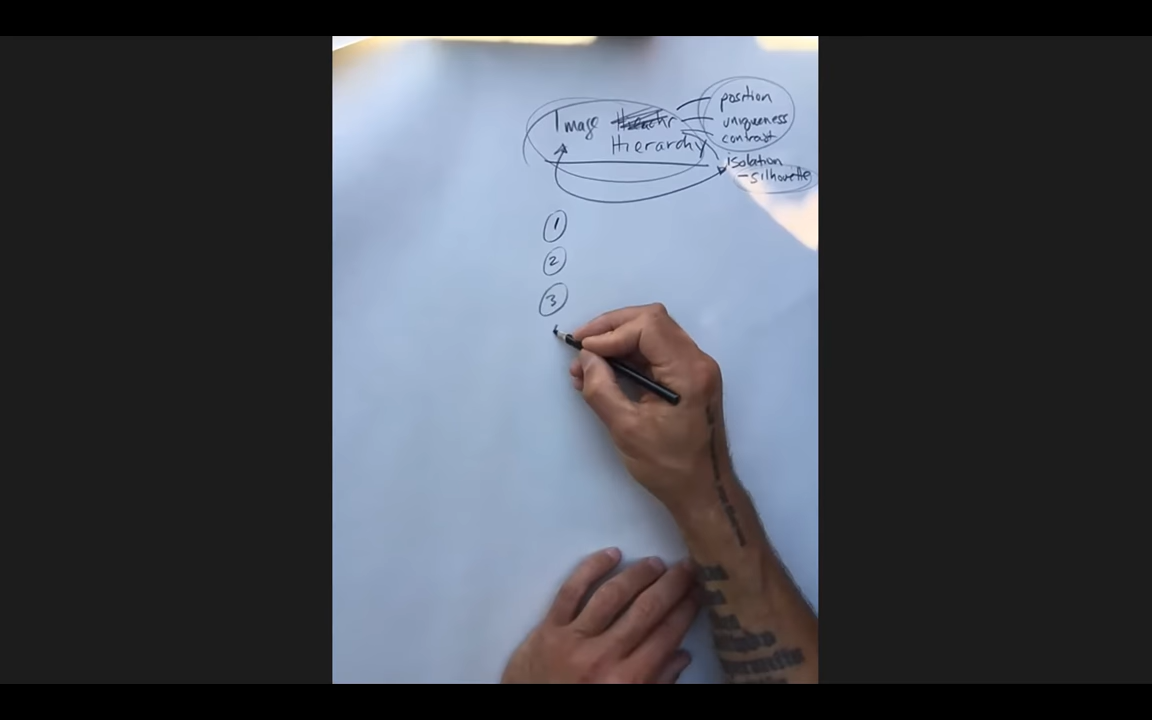 Image
Hierarchy
position
uniqueness
contrast
isolation
- silhouette
1
2
3